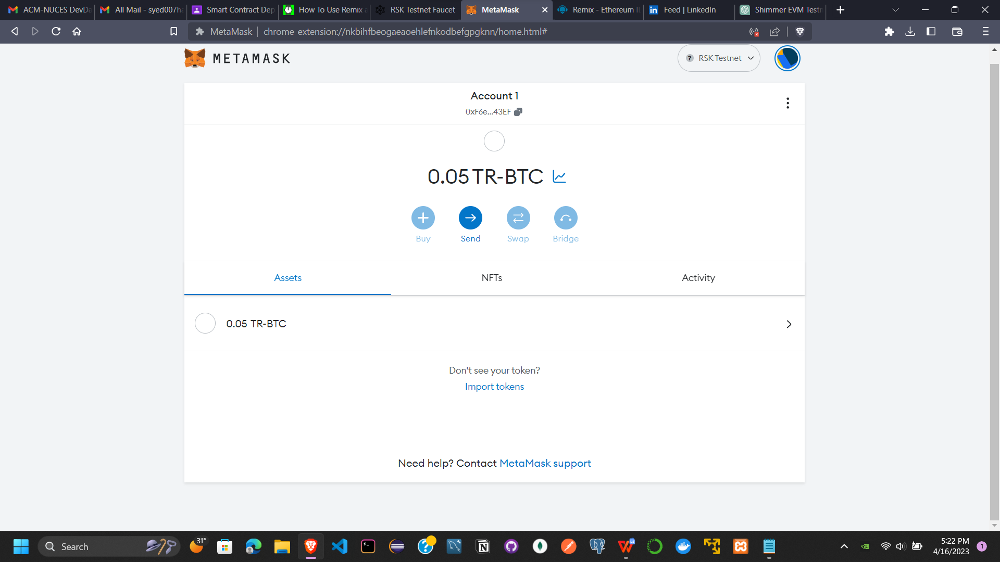 ACM-NUCES DevDa
All Mail - syed007ha
Smart Contract Dep
How To Use Remix a
RSK Testnet Faucet
MetaMask
Remix - Ethereum I
Feed | LinkedIn
Shimmer EVM Testn
MetaMask
chrome-extension://nkbihfbeogaeaoehlefnkodbefgpgknn/home.html#
METAMASK
? RSK Testnet
Account 1
0xF6e...43EF
0.05 TR-BTC
Buy
Send
Swap
Bridge
Assets
NFTs
Activity
0.05 TR-BTC
Don't see your token?
Import tokens
Need help? Contact MetaMask support
Search
31°
5:22 PM
4/16/2023
1